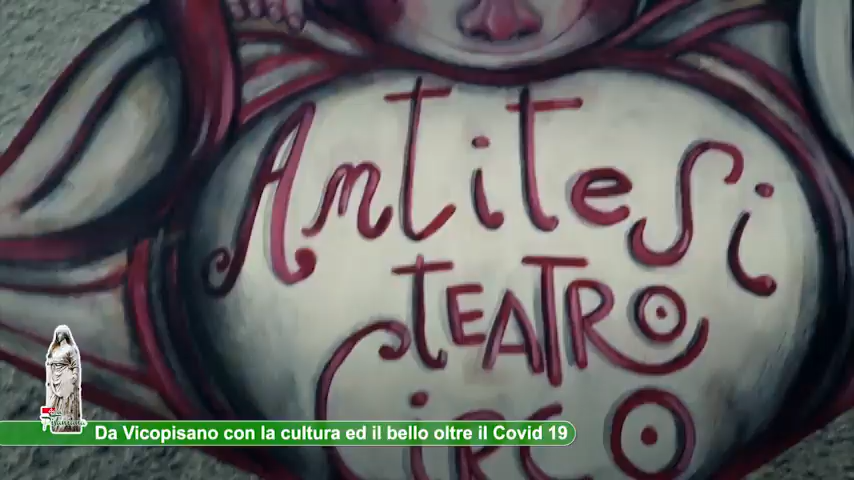 Antitesi
TEATRO
CIRCO
Da Vicopisano con la cultura ed il bello oltre il Covid 19